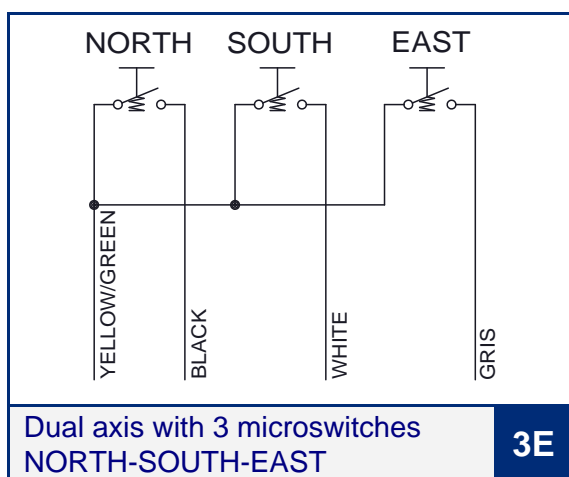 NORTH SOUTH EAST
YELLOW/GREEN
BLACK
WHITE
GRIS
Dual axis with 3 microswitches
NORTH-SOUTH-EAST
3E